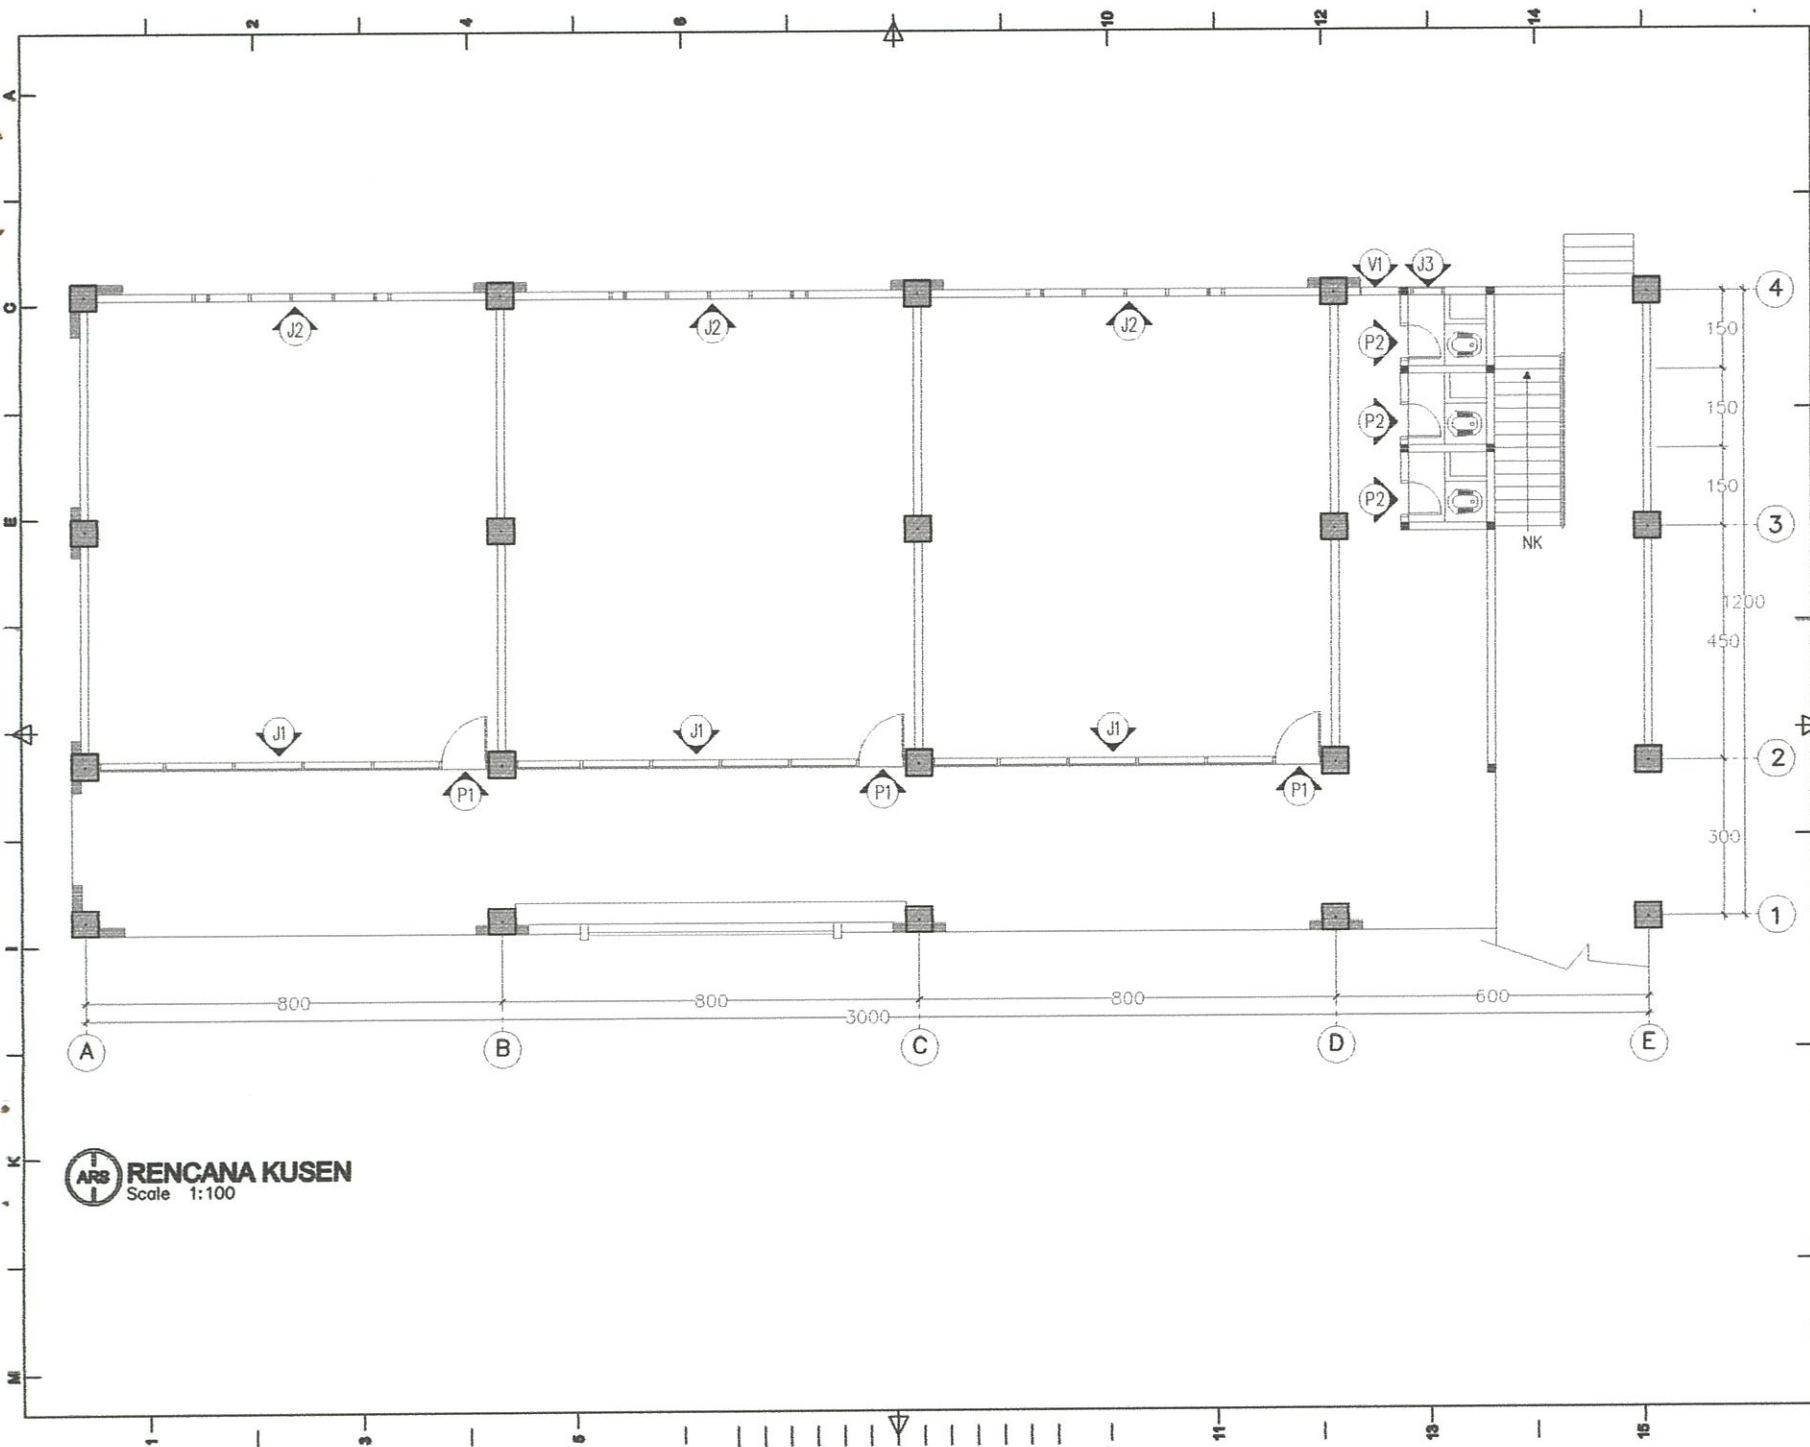 2 4 6 10 12 14
A
V1 J3
4
C
J2 J2 J2
150
P2
150
P2
150
P2
E
3
NK
1200
450
J1 J1 J1
2
P1 P1 P1
300
1
I
800 800 800 600
3000
A B C D E
K
ARS RENCANA KUSEN
Scale 1:100
M
1 3 5 11 13 15